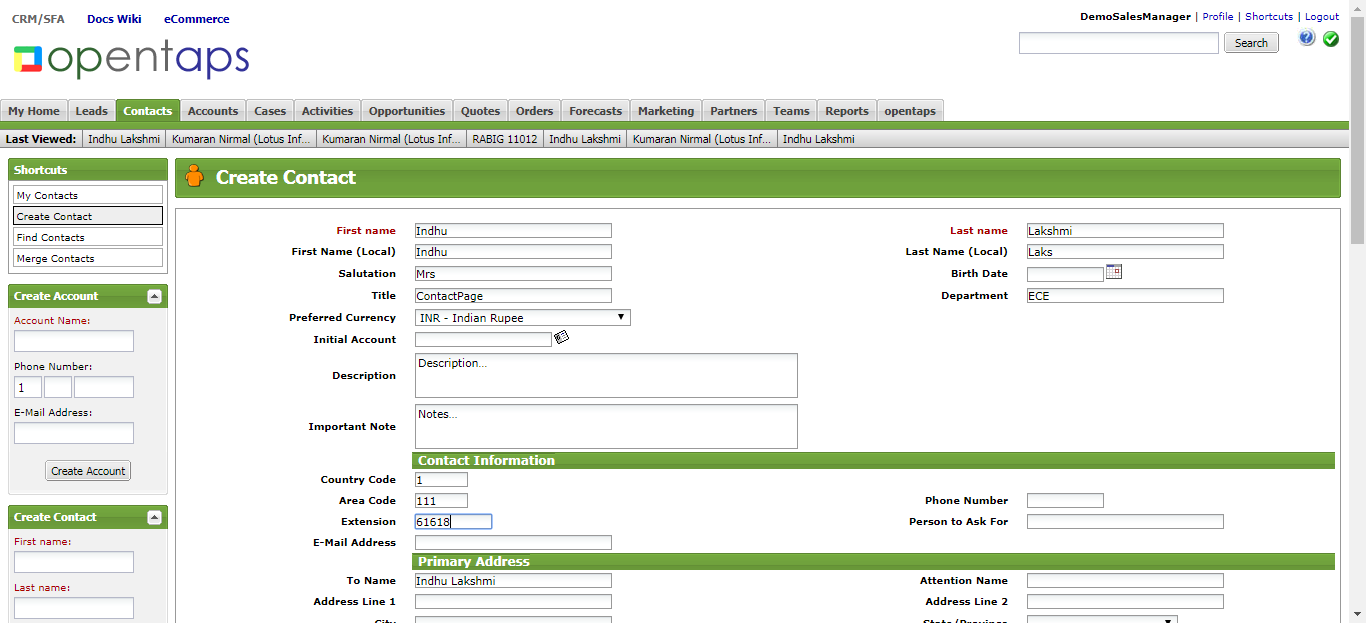 CRM/SFA Docs Wiki eCommerce
DemoSalesManager | Profile | Shortcuts | Logout
opentaps
Search
My Home Leads Contacts Accounts Cases Activities Opportunities Quotes Orders Forecasts Marketing Partners Teams Reports opentaps
Last Viewed: Indhu Lakshmi Kumaran Nirmal (Lotus Inf... Kumaran Nirmal (Lotus Inf... RABIG 11012 Indhu Lakshmi Kumaran Nirmal (Lotus Inf... Indhu Lakshmi
Shortcuts
My Contacts
Create Contact
Find Contacts
Merge Contacts
Create Account
Account Name:
Phone Number:
1
E-Mail Address:
Create Account
Create Contact
First name:
Last name:
Create Contact
First name Indhu Last name Lakshmi
First Name (Local) Indhu Last Name (Local) Laks
Salutation Mrs Birth Date
Title ContactPage Department ECE
Preferred Currency INR - Indian Rupee
Initial Account
Description Description...
Important Note Notes...
Contact Information
Country Code 1
Area Code 111 Phone Number
Extension 61618 Person to Ask For
E-Mail Address
Primary Address
To Name Indhu Lakshmi Attention Name
Address Line 1 Address Line 2
City State/Province